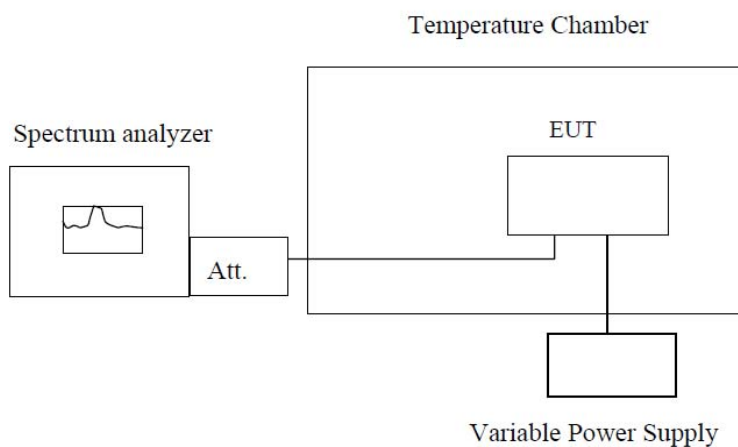 Temperature Chamber
Spectrum analyzer
EUT
Att.
Variable Power Supply